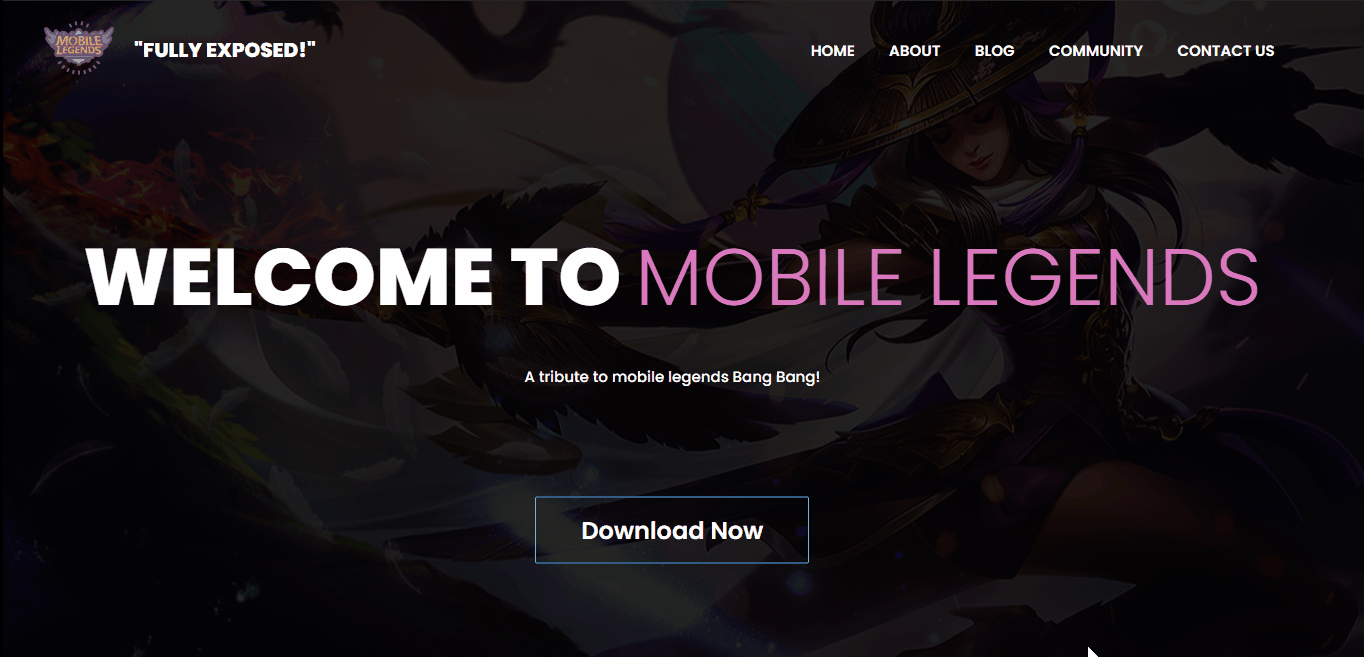 MOBILE
LEGENDS
"FULLY EXPOSED!"
HOME ABOUT BLOG COMMUNITY CONTACT US
WELCOME TO MOBILE LEGENDS
A tribute to mobile legends Bang Bang!
Download Now